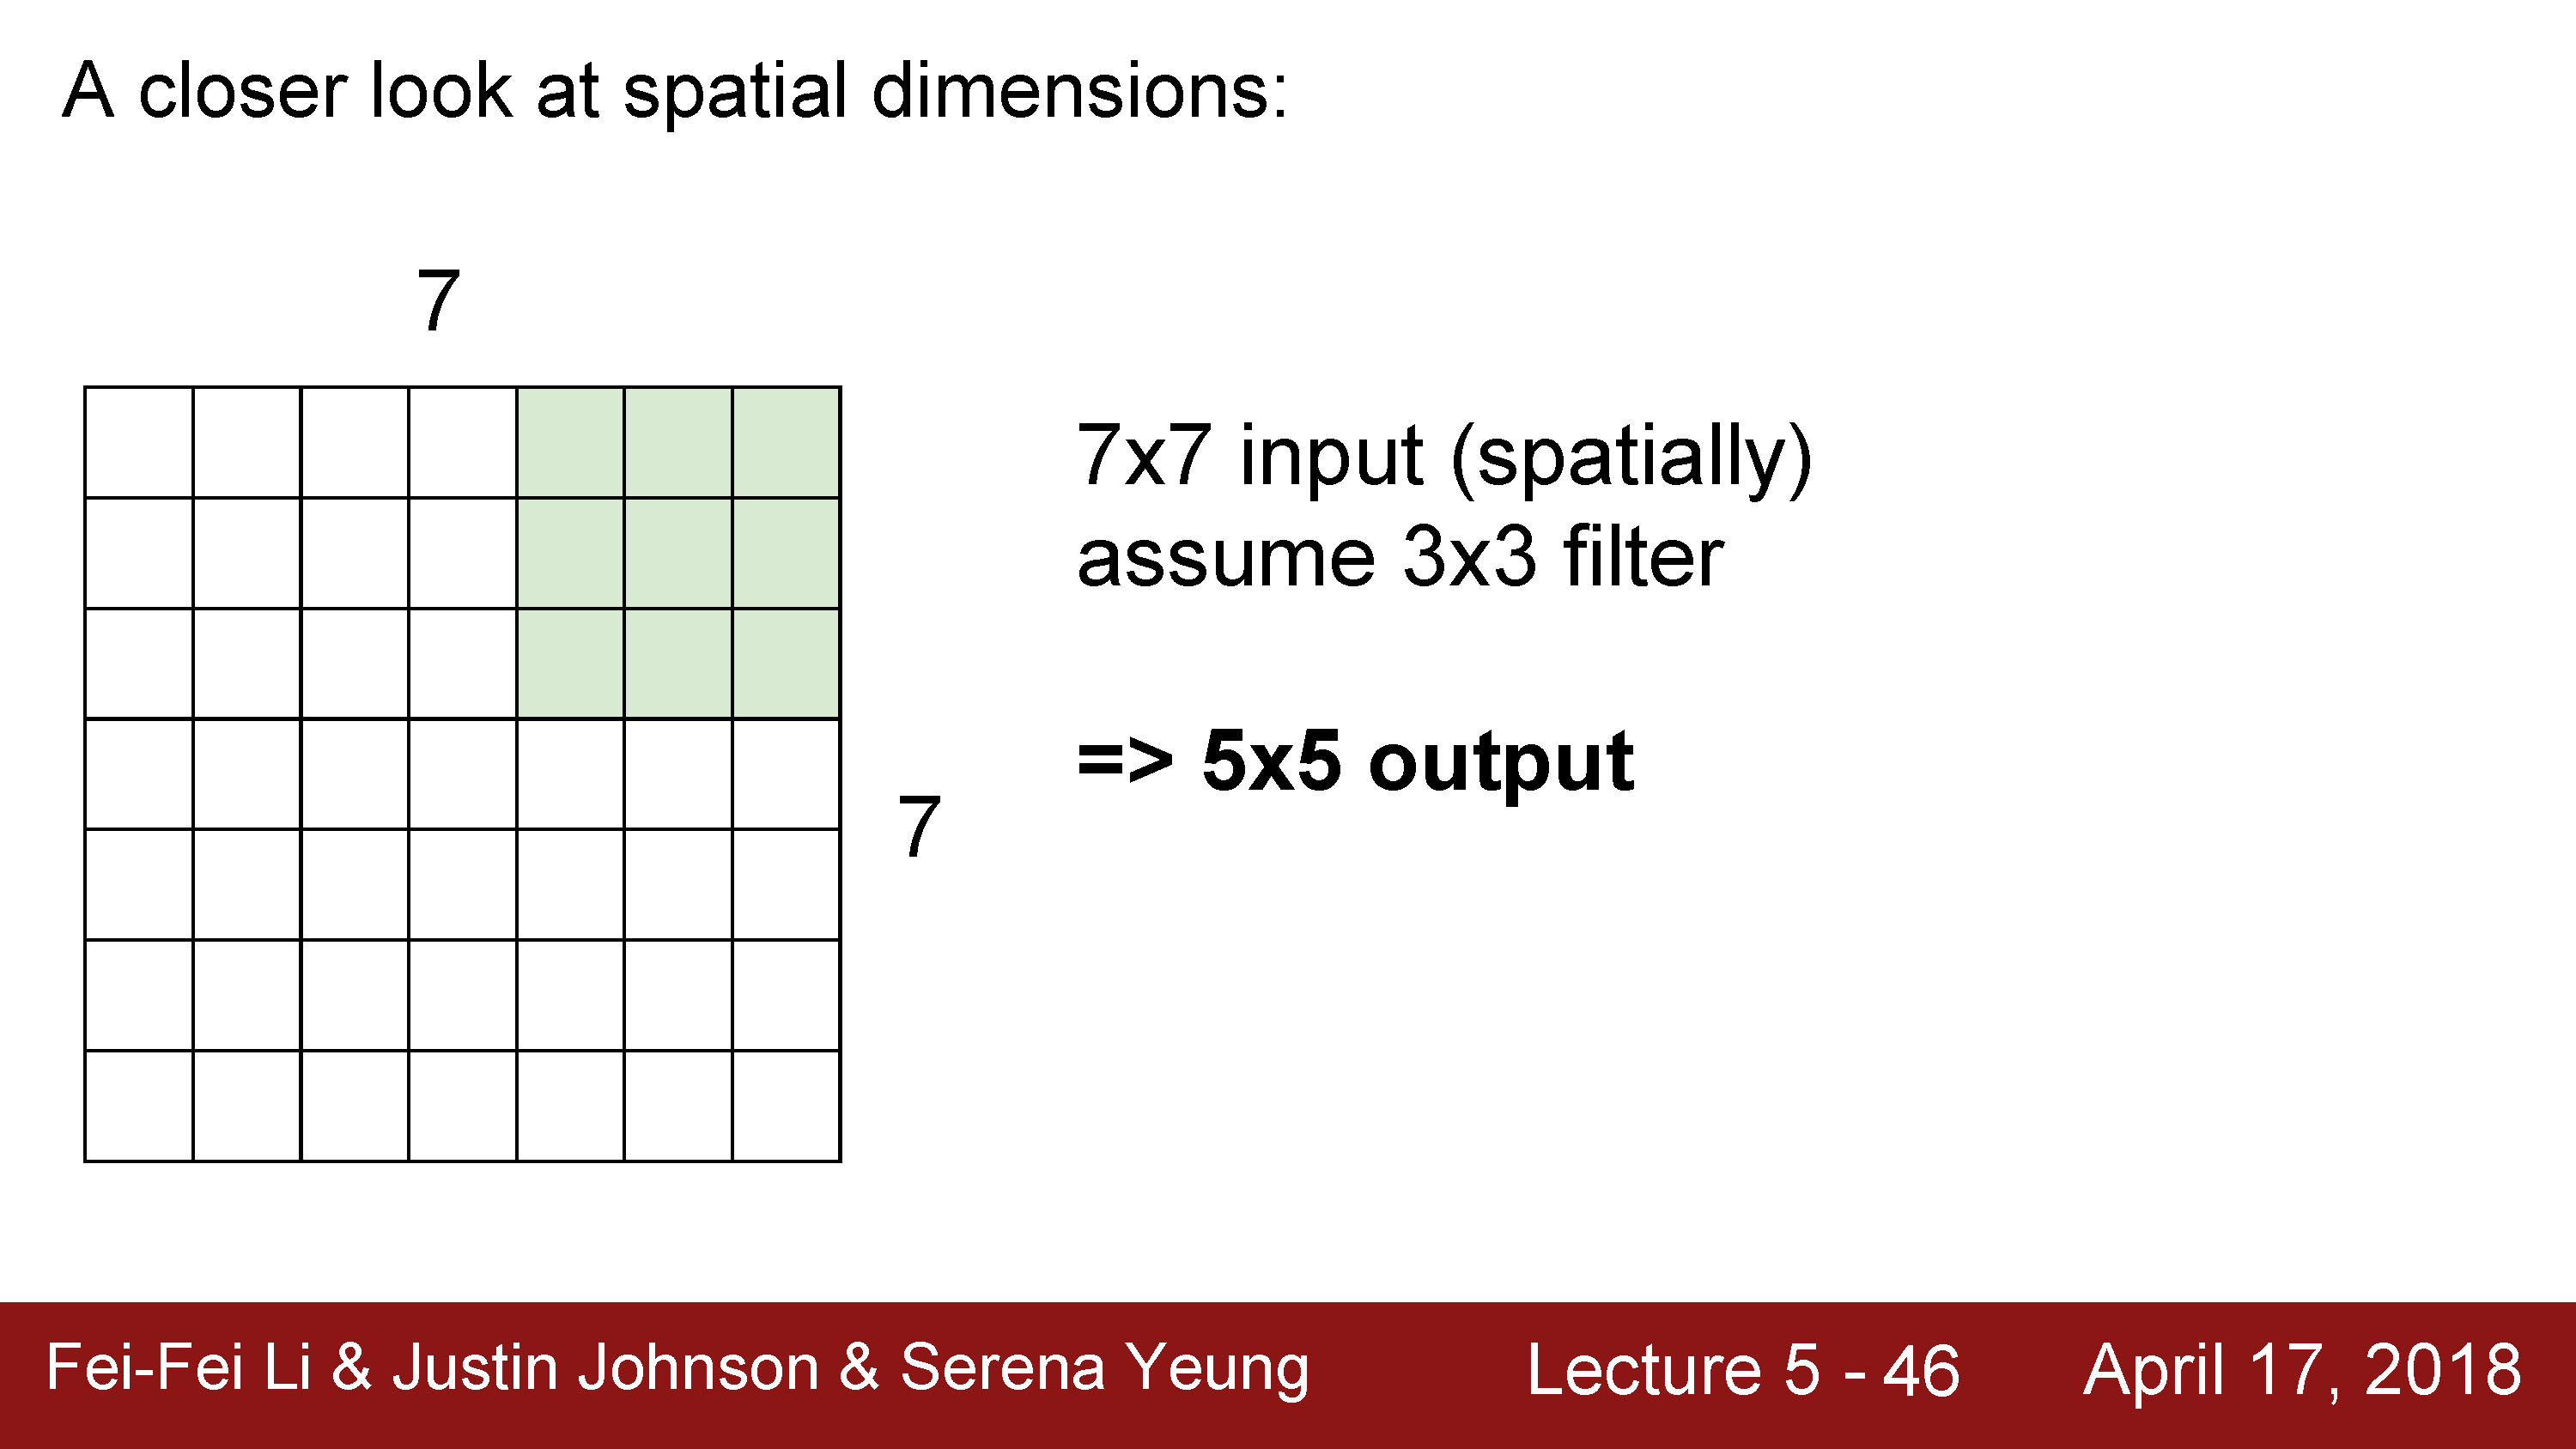 A closer look at spatial dimensions:
7
7x7 input (spatially)
assume 3x3 filter
=> 5x5 output
7
Fei-Fei Li & Justin Johnson & Serena Yeung
Lecture 5 - 46
April 17, 2018